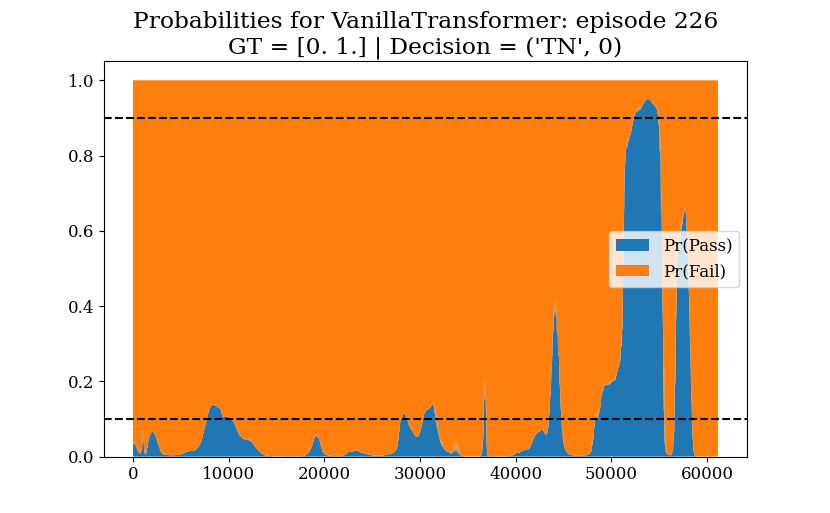 Probabilities for VanillaTransformer: episode 226
GT = [0. 1.] | Decision = ('TN', 0)
1.0
0.8
0.6
0.4
0.2
0.0
Pr(Pass)
Pr(Fail)
0 10000 20000 30000 40000 50000 60000